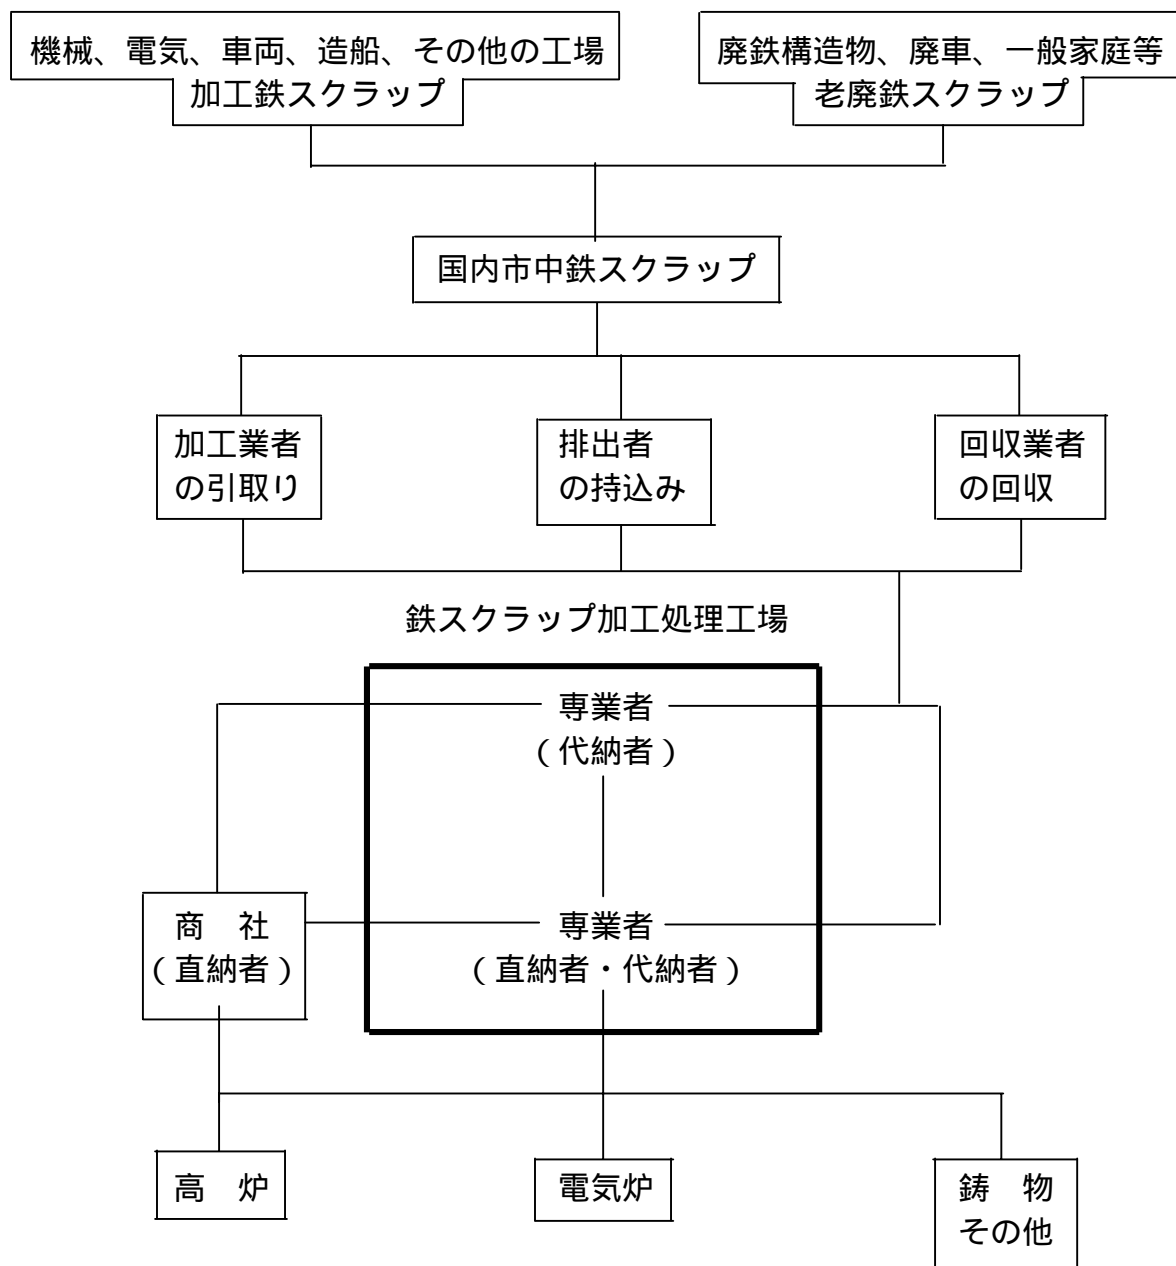 機械、電気、車両、造船、その他の工場
加工鉄スクラップ
廃鉄構造物、廃車、一般家庭等
老廃鉄スクラップ
国内市中鉄スクラップ
加工業者
の引取り
排出者
の持込み
回収業者
の回収
鉄スクラップ加工処理工場
専業者
(代納者)
商　社
(直納者)
専業者
(直納者・代納者)
高　炉
電気炉
鋳　物
その他